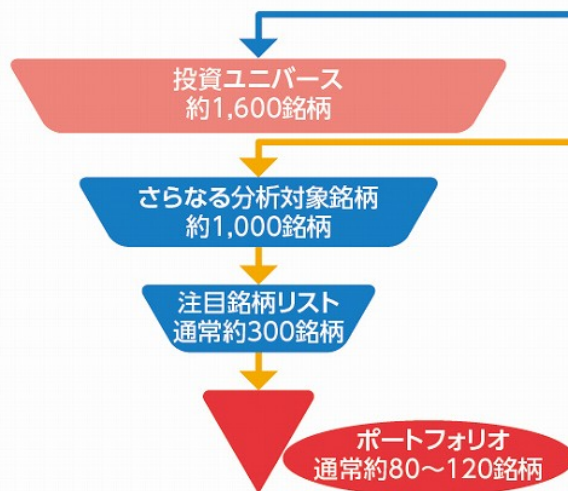 投資ユニバース
約1,600銘柄
さらなる分析対象銘柄
約1,000銘柄
注目銘柄リスト
通常約300銘柄
ポートフォリオ
通常約80～120銘柄